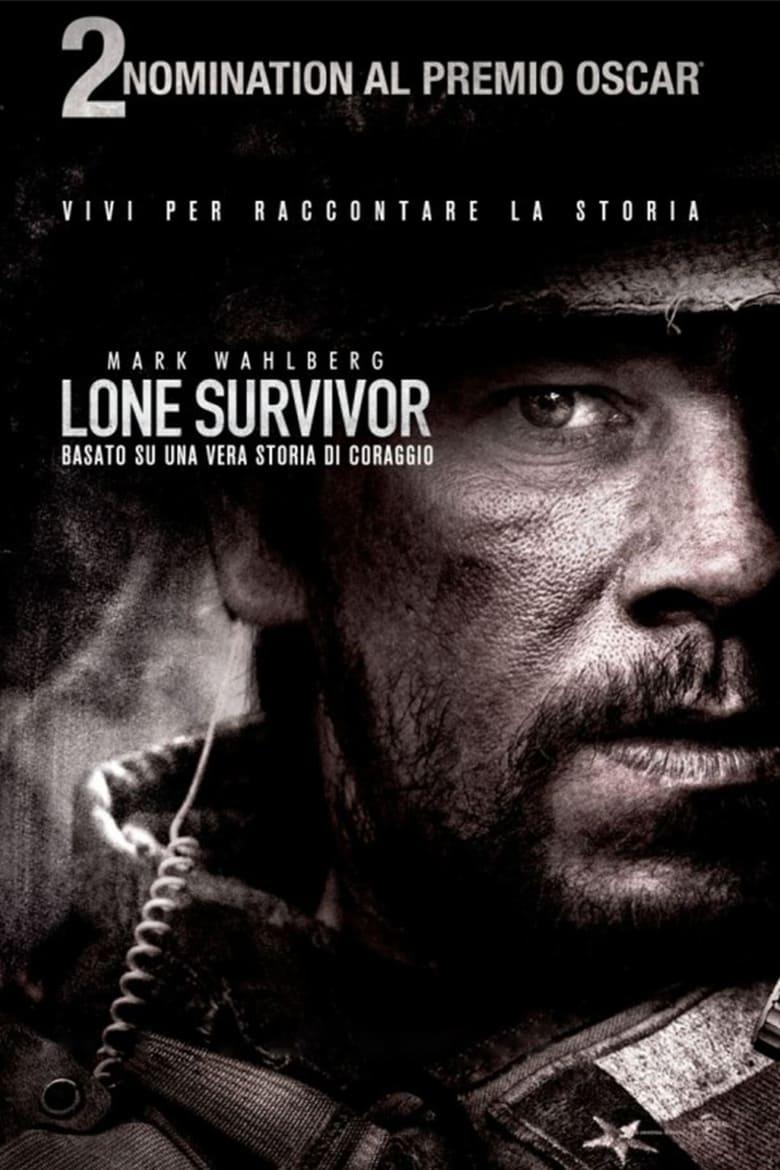 2 NOMINATION AL PREMIO OSCAR®
VIVI PER RACCONTARE LA STORIA
MARK WAHLBERG
LONE SURVIVOR
BASATO SU UNA VERA STORIA DI CORAGGIO